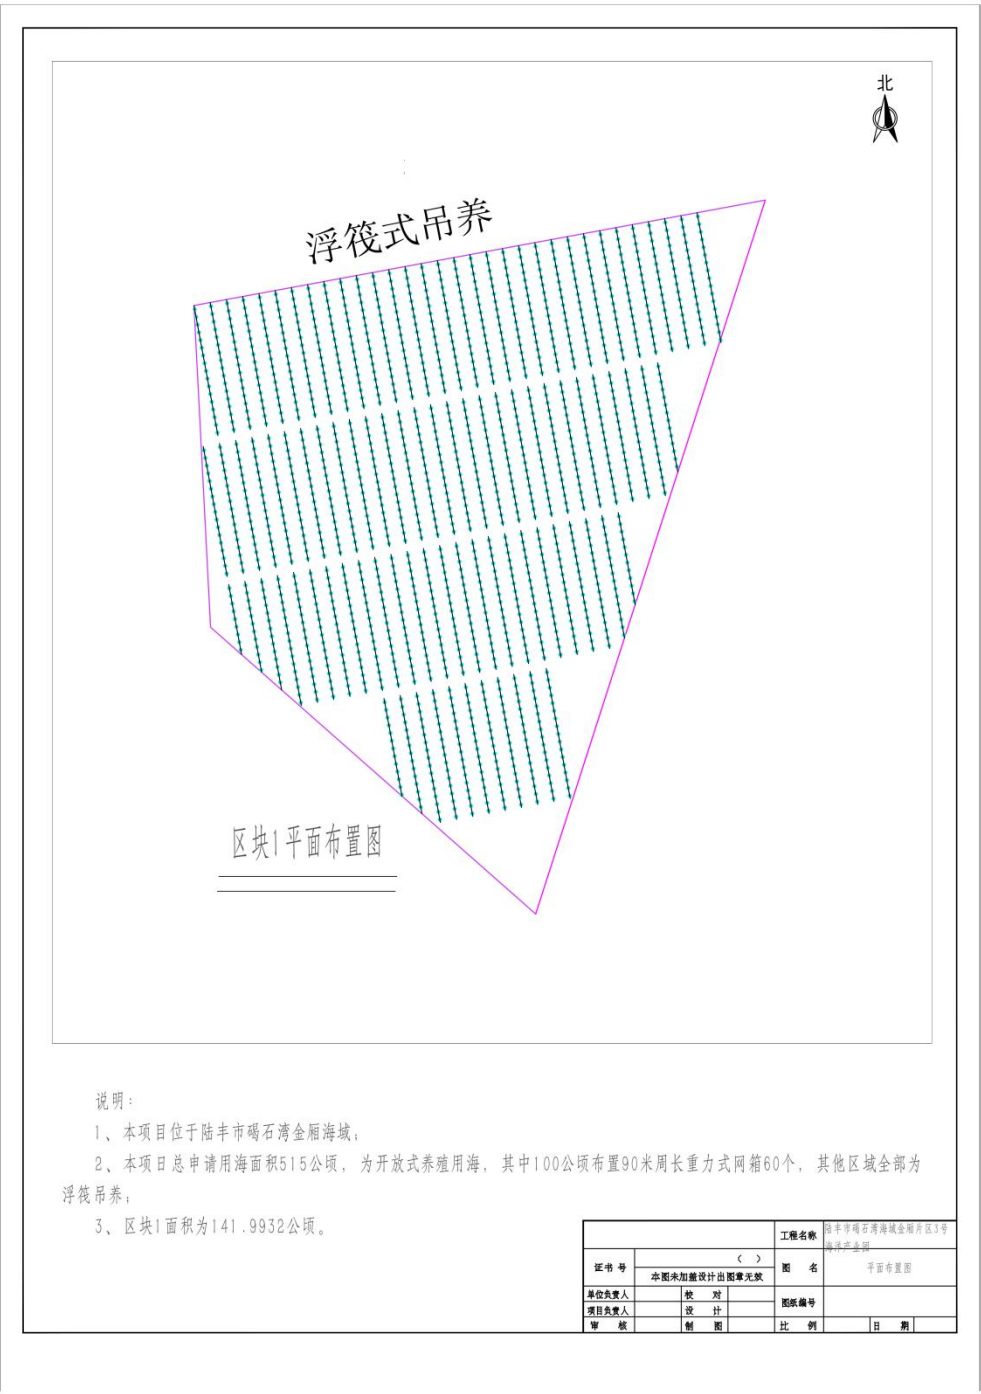 北
浮筏式吊养
区块1平面布置图
说明：
1、本项目位于陆丰市碣石湾金厢海域；
2、本项日总申请用海面积515公顷，为开放式养殖用海，其中100公顷布置90米周长重力式网箱60个，其他区域全部为
浮筏吊养；
3、区块1面积为141.9932公顷。
工程名称 陆丰市碣石湾海域金厢片区3号
海洋产业园
证书号 （ ）
本图未加盖设计出图章无效
图 名 平面布置图
单位负责人 校 对
图纸编号
项目负责人 设 计
审 核 制 图 比 例 日 期